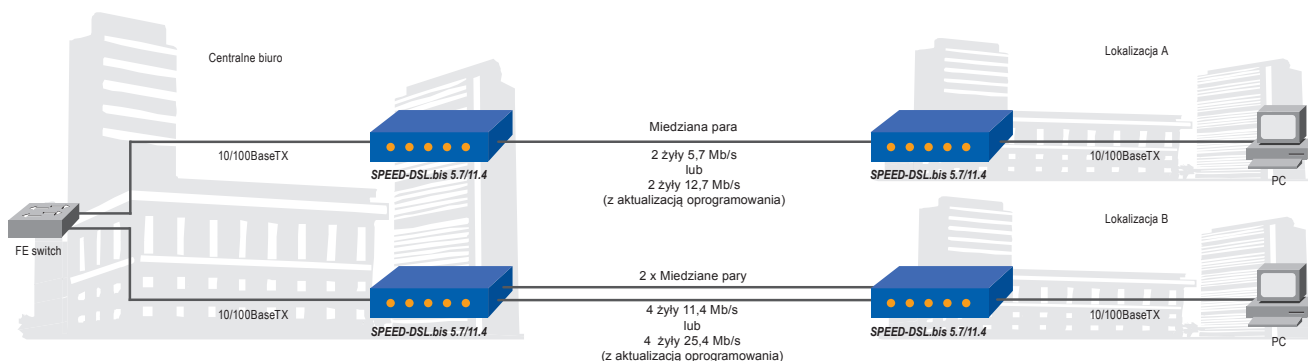 Centralne biuro
Lokalizacja A
Miedziana para
10/100BaseTX
2 żyły 5,7 Mb/s
10/100BaseTX
lub
SPEED-DSL.bis 5.7/11.4
2 żyły 12,7 Mb/s
SPEED-DSL.bis 5.7/11.4
PC
(z aktualizacją oprogramowania)
Lokalizacja B
FE switch
2 x Miedziane pary
10/100BaseTX
4 żyły 11,4 Mb/s
10/100BaseTX
lub
SPEED-DSL.bis 5.7/11.4
4 żyły 25,4 Mb/s
SPEED-DSL.bis 5.7/11.4
PC
(z aktualizacją oprogramowania)